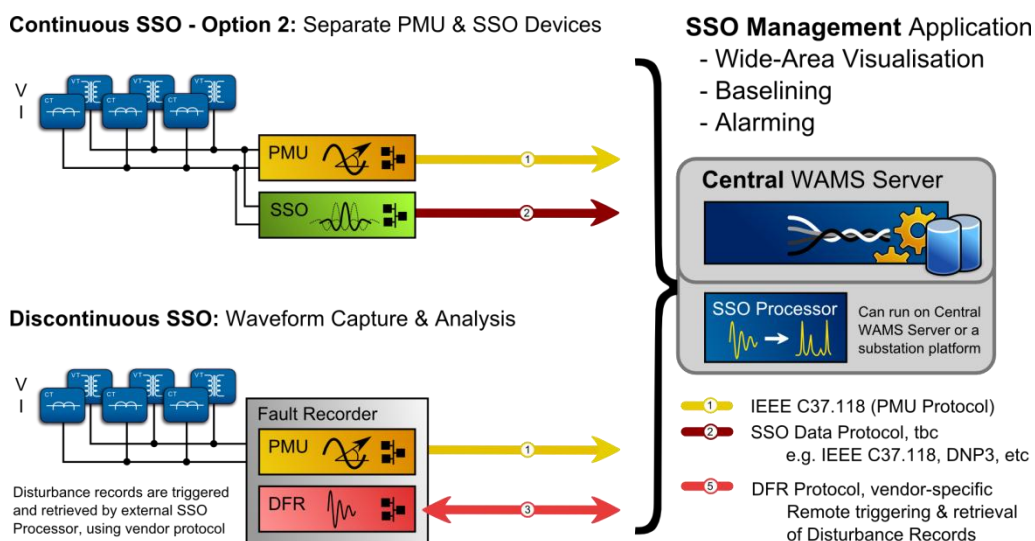 Continuous SSO - Option 2: Separate PMU & SSO Devices
V
I
VT
VT
VT
CT
CT
CT
PMU
1
SSO
2
Discontinuous SSO: Waveform Capture & Analysis
V
I
VT
VT
VT
CT
CT
CT
Fault Recorder
PMU
1
DFR
3
Disturbance records are triggered
and retrieved by external SSO
Processor, using vendor protocol
SSO Management Application
- Wide-Area Visualisation
- Baselining
- Alarming
Central WAMS Server
SSO Processor
Can run on Central
WAMS Server or a
substation platform
1 IEEE C37.118 (PMU Protocol)
2 SSO Data Protocol, tbc
e.g. IEEE C37.118, DNP3, etc
5 DFR Protocol, vendor-specific
Remote triggering & retrieval
of Disturbance Records